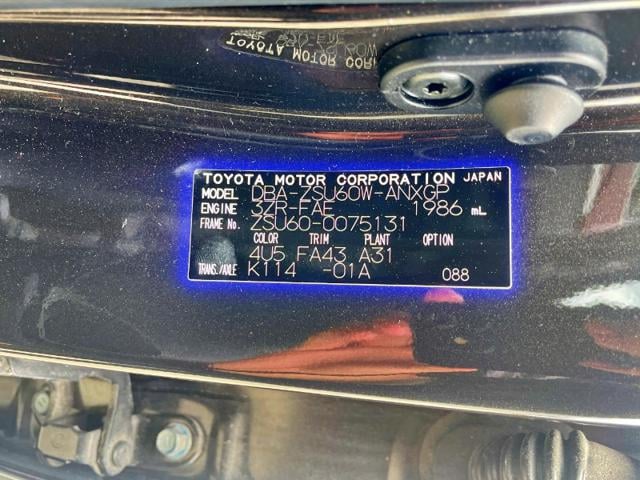 TOYOTA MOTOR CORPORATION JAPAN
MODEL DBA-ZSU60W-ANXGP
ENGINE 3ZR-FAE 1986 mL
FRAME No. ZSU60-0075131
COLOR TRIM PLANT OPTION
4U5 FA43 A31
TRANS./AXLE K114 -01A 088